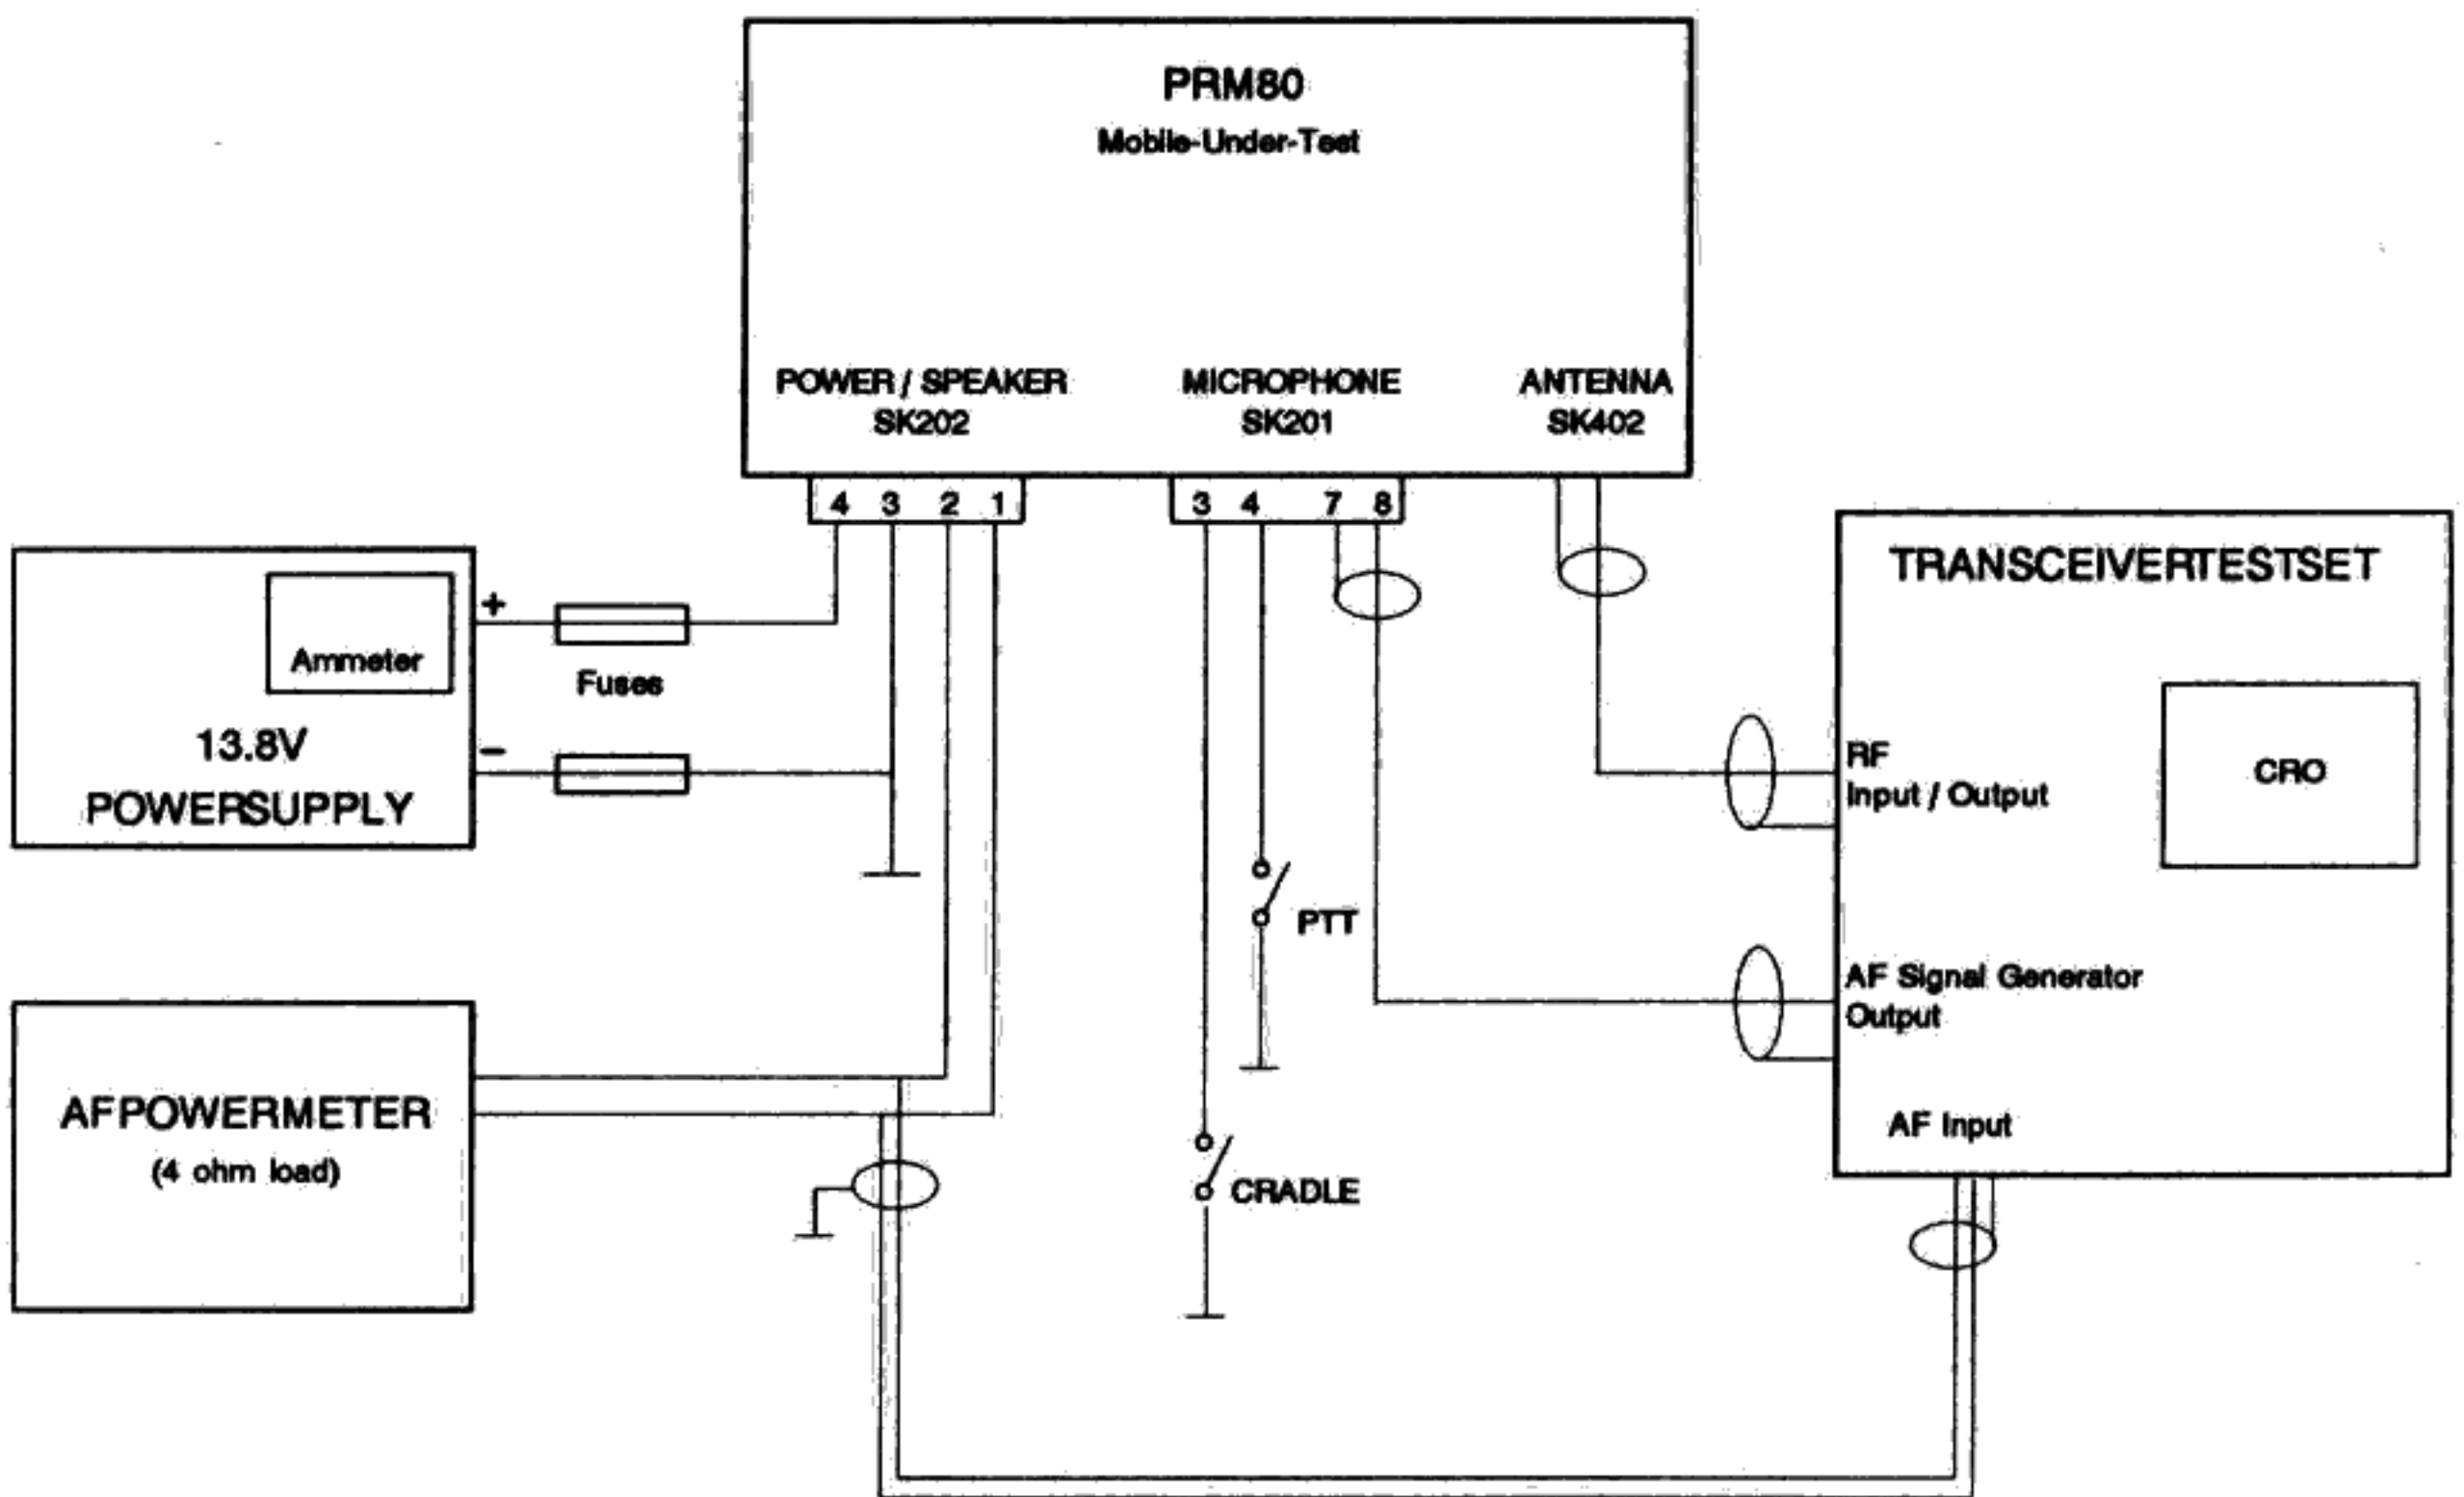 PRM80
Mobile-Under-Test
POWER / SPEAKER
SK202
MICROPHONE
SK201
ANTENNA
SK402
4 3 2 1
3 4 7 8
Ammeter
13.8V
POWERSUPPLY
+
Fuses
−
TRANSCEIVERTESTSET
RF
Input / Output
CRO
PTT
AF Signal Generator
Output
AF Input
AFPOWERMETER
(4 ohm load)
CRADLE